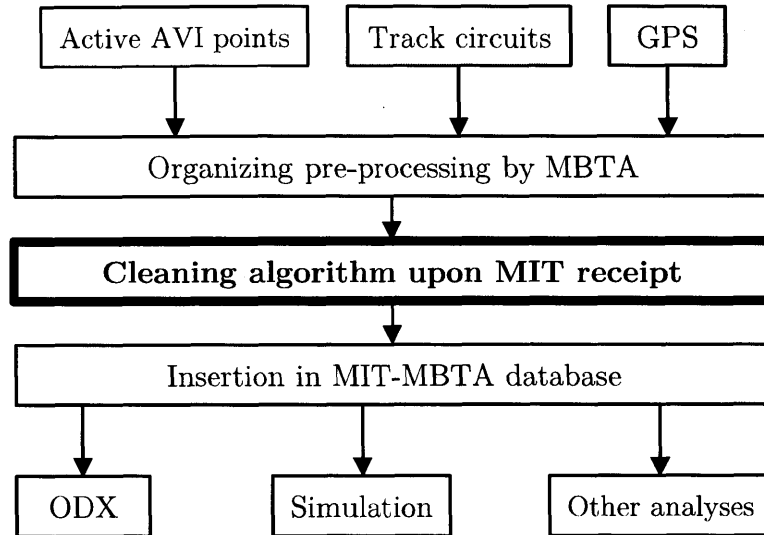 Active AVI points
Track circuits
GPS
Organizing pre-processing by MBTA
Cleaning algorithm upon MIT receipt
Insertion in MIT-MBTA database
ODX
Simulation
Other analyses